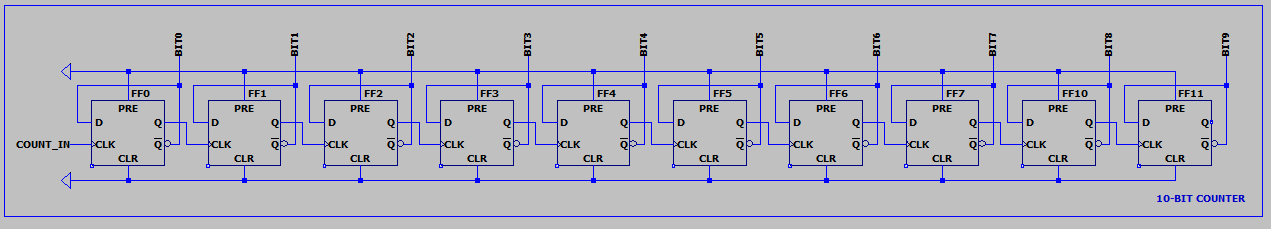 BIT0 BIT1 BIT2 BIT3 BIT4 BIT5 BIT6 BIT7 BIT8 BIT9
FF0 FF1 FF2 FF3 FF4 FF5 FF6 FF7 FF10 FF11
PRE PRE PRE PRE PRE PRE PRE PRE PRE PRE
D Q D Q D Q D Q D Q D Q D Q D Q D Q D Q
COUNT_IN CLK Q̅ CLK Q̅ CLK Q̅ CLK Q̅ CLK Q̅ CLK Q̅ CLK Q̅ CLK Q̅ CLK Q̅ CLK Q̅
CLR CLR CLR CLR CLR CLR CLR CLR CLR CLR
10-BIT COUNTER